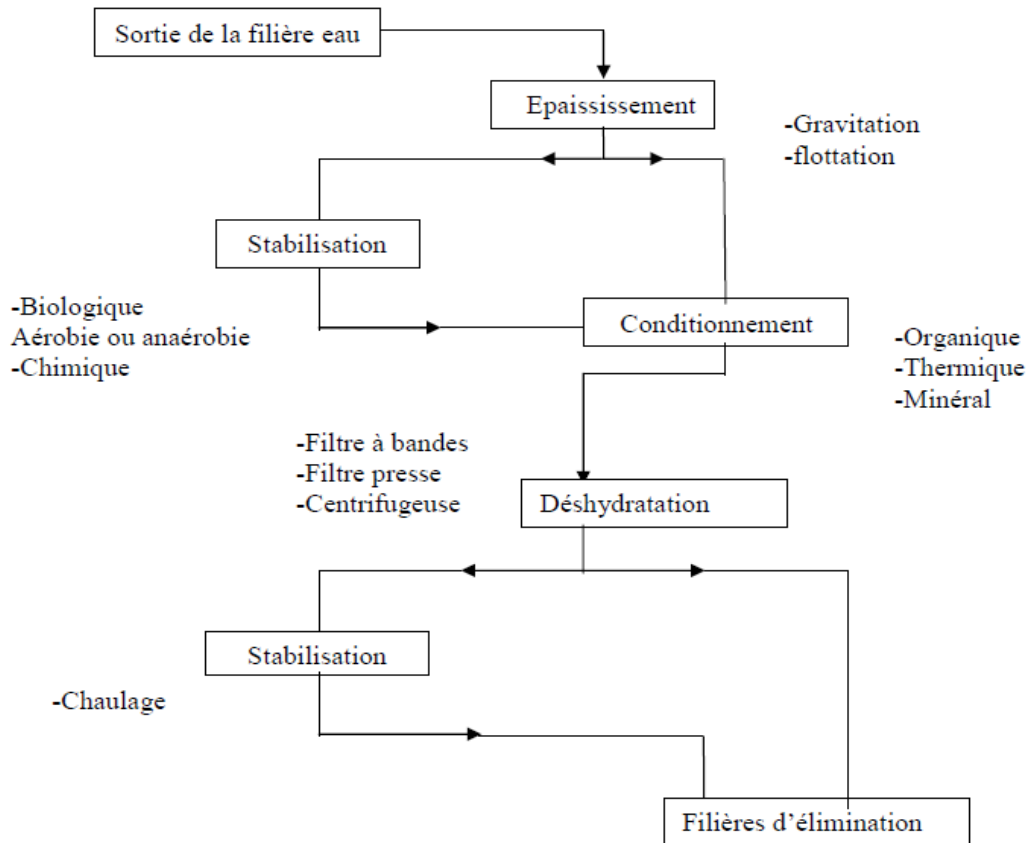 Sortie de la filière eau
Epaississement
-Gravitation
-flottation
Stabilisation
-Biologique
Aérobie ou anaérobie
-Chimique
Conditionnement
-Organique
-Thermique
-Minéral
-Filtre à bandes
-Filtre presse
-Centrifugeuse
Déshydratation
Stabilisation
-Chaulage
Filières d’élimination